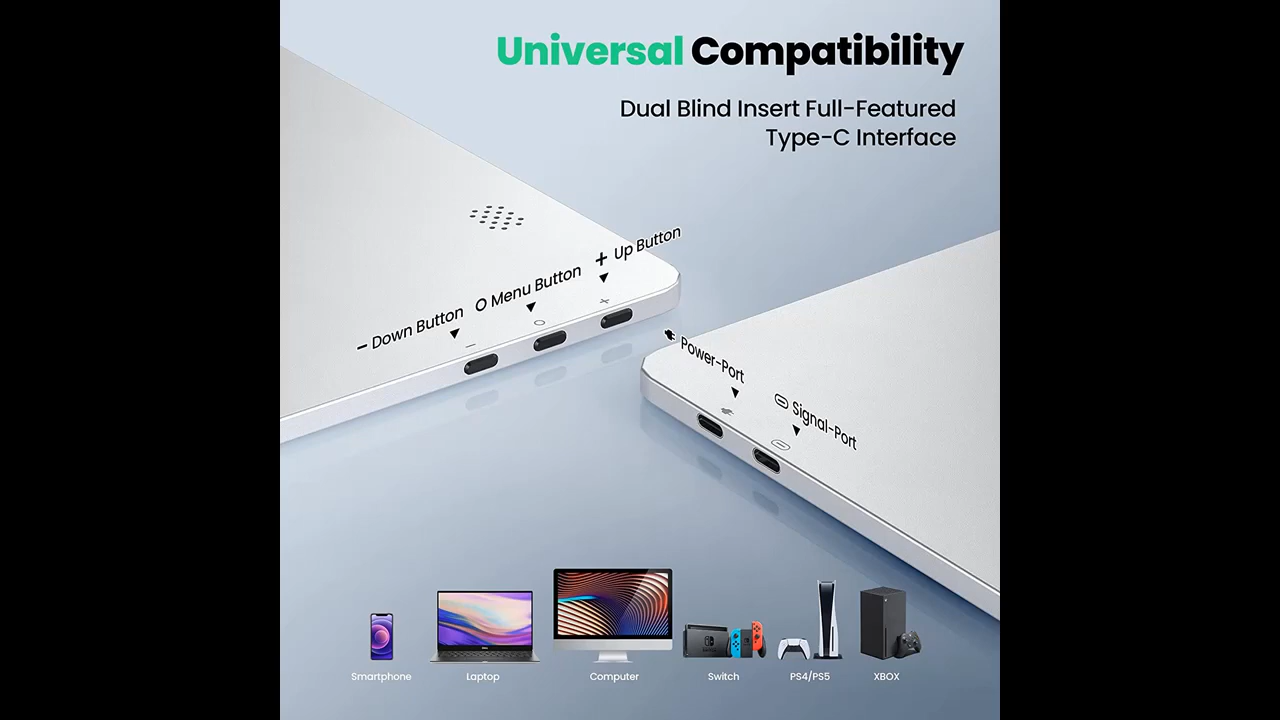 Universal Compatibility
Dual Blind Insert Full-Featured
Type-C Interface
+ Up Button
O Menu Button
− Down Button
Power-Port
Signal-Port
Smartphone
Laptop
Computer
Switch
PS4/PS5
XBOX